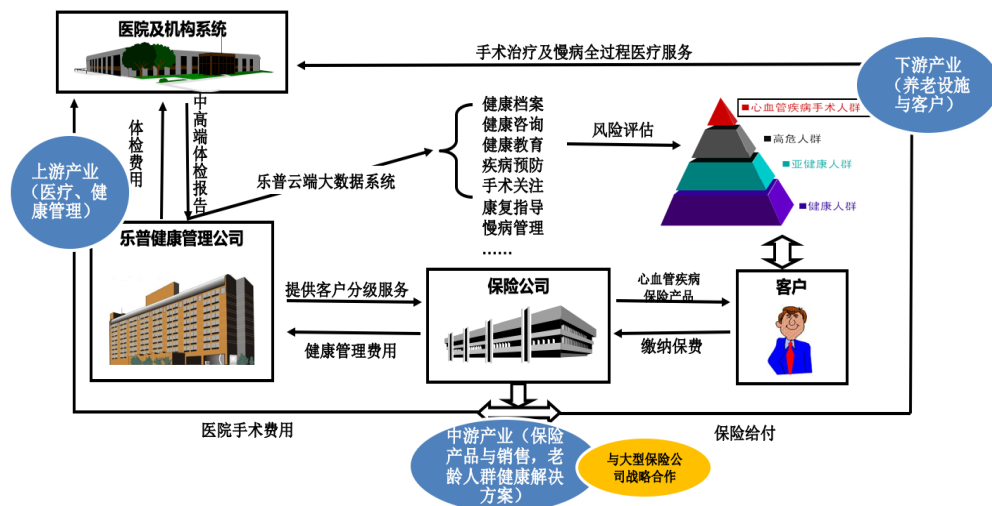 医院及机构系统
手术治疗及慢病全过程医疗服务
下游产业
（养老设施
与客户）
上游产业
（医疗、健
康管理）
体检费用
中高端体检报告
乐普云端大数据系统
健康档案
健康咨询
健康教育
疾病预防
手术关注
康复指导
慢病管理
……
风险评估
■心血管疾病手术人群
■高危人群
■亚健康人群
■健康人群
乐普健康管理公司
提供客户分级服务
健康管理费用
保险公司
心血管疾病
保险产品
缴纳保费
客户
医院手术费用
保险给付
中游产业（保险
产品与销售，老
龄人群健康解决
方案）
与大型保险公
司战略合作